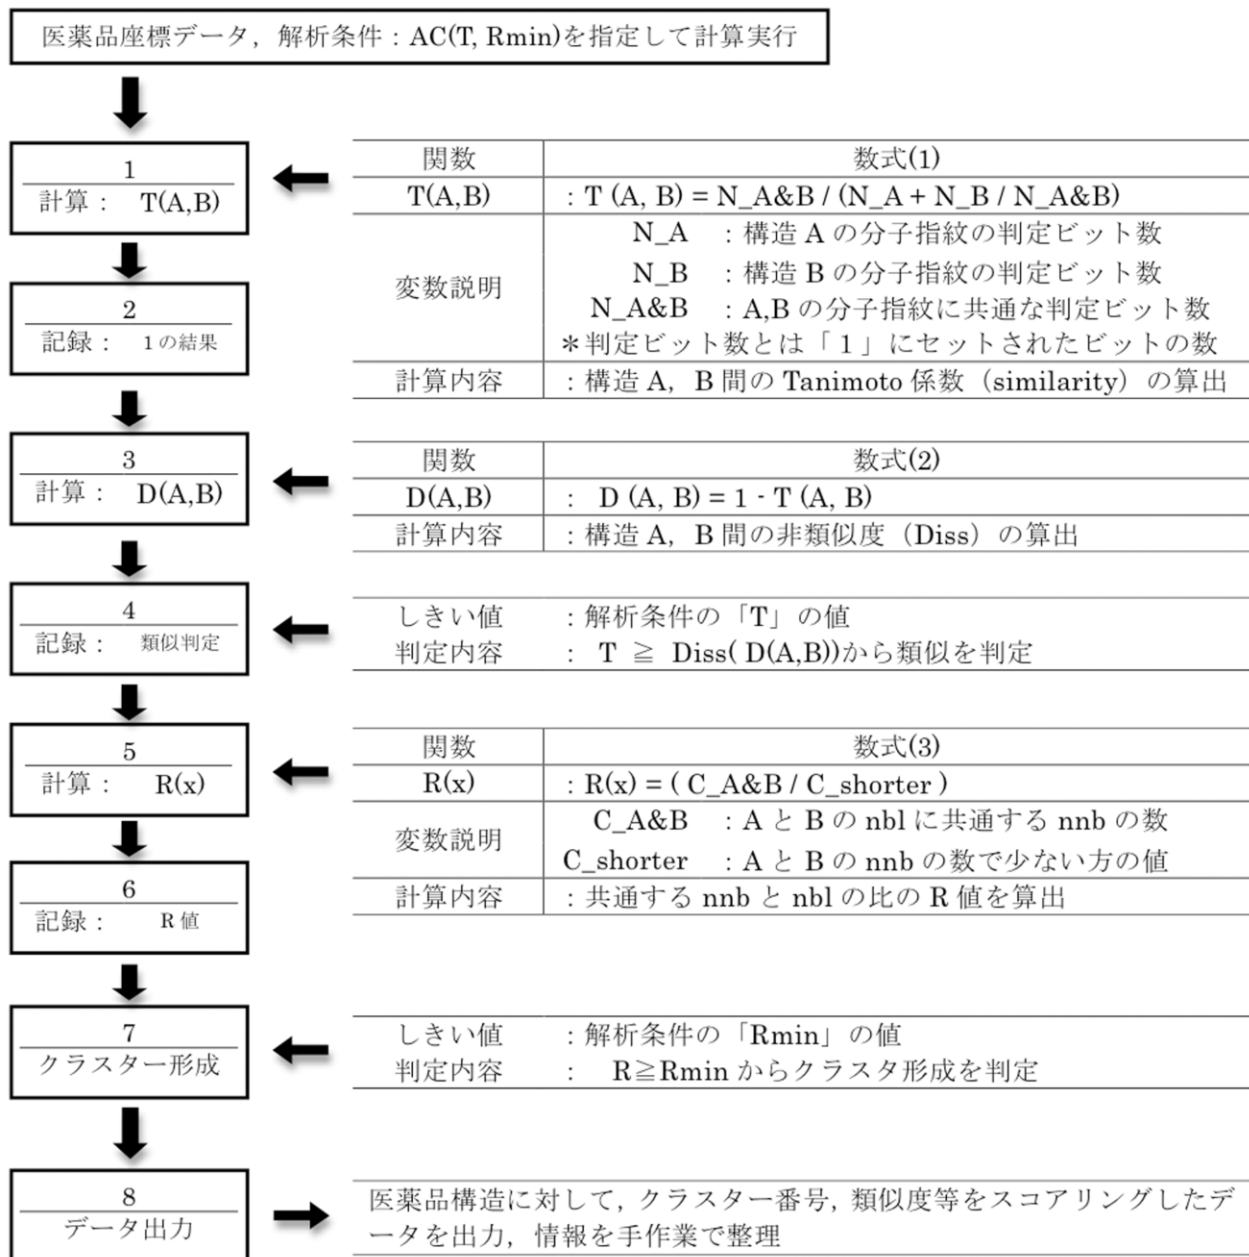 医薬品座標データ，解析条件：AC(T, Rmin)を指定して計算実行
1
計算： T(A,B)
関数 数式(1)
T(A,B) : T (A, B) = N_A&B / (N_A + N_B / N_A&B)
変数説明
N_A ：構造 A の分子指紋の判定ビット数
N_B ：構造 B の分子指紋の判定ビット数
N_A&B ：A,B の分子指紋に共通な判定ビット数
＊判定ビット数とは「１」にセットされたビットの数
計算内容 ：構造 A，B 間の Tanimoto 係数（similarity）の算出
2
記録： 1 の結果
3
計算： D(A,B)
関数 数式(2)
D(A,B) : D (A, B) = 1 - T (A, B)
計算内容 ：構造 A，B 間の非類似度（Diss）の算出
4
記録： 類似判定
しきい値 ：解析条件の「T」の値
判定内容 ： T ≧ Diss( D(A,B))から類似を判定
5
計算： R(x)
関数 数式(3)
R(x) : R(x) = ( C_A&B / C_shorter )
変数説明
C_A&B ：A と B の nbl に共通する nnb の数
C_shorter ：A と B の nnb の数で少ない方の値
計算内容 ：共通する nnb と nbl の比の R 値を算出
6
記録： R 値
7
クラスター形成
しきい値 ：解析条件の「Rmin」の値
判定内容 ： R≧Rmin からクラスタ形成を判定
8
データ出力
医薬品構造に対して，クラスター番号，類似度等をスコアリングしたデ
ータを出力，情報を手作業で整理